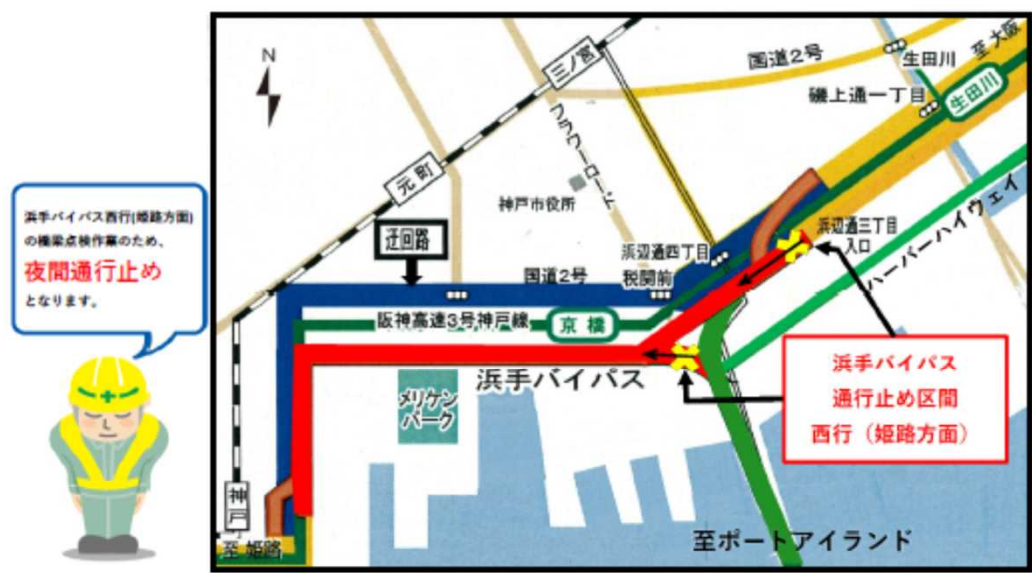 浜手バイパス西行(姫路方面)
の橋梁点検作業のため、
夜間通行止め
となります。
N
三ノ宮
国道2号
生田川
至 大阪
磯上通一丁目
生田川
フラワーロード
元町
神戸市役所
迂回路
浜辺通四丁目
税関前
浜辺通三丁目
入口
ハーバーハイウェイ
国道2号
阪神高速3号神戸線
京橋
浜手バイパス
メリケン
パーク
浜手バイパス
通行止め区間
西行（姫路方面）
神戸
至 姫路
至ポートアイランド